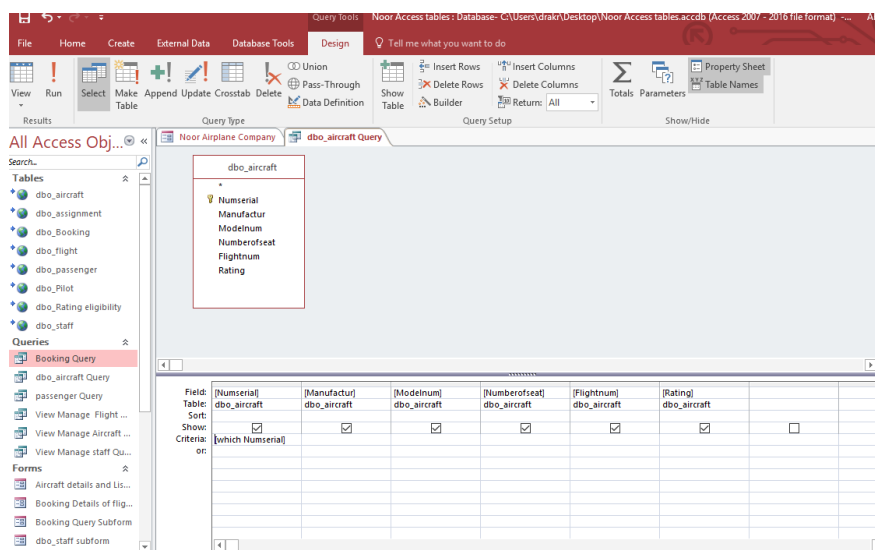 Query Tools Noor Access tables : Database- C:\Users\drakr\Desktop\Noor Access tables.accdb (Access 2007 - 2016 file format) -...
File Home Create External Data Database Tools Design Tell me what you want to do
View Run Select Make Table Append Update Crosstab Delete
Union
Pass-Through
Data Definition
Show Table
Insert Rows
Delete Rows
Builder
Insert Columns
Delete Columns
Return: All
Totals Parameters
Property Sheet
Table Names
Results Query Type Query Setup Show/Hide
All Access Obj... «
Search...
Tables
dbo_aircraft
dbo_assignment
dbo_Booking
dbo_flight
dbo_passenger
dbo_Pilot
dbo_Rating eligibility
dbo_staff
Queries
Booking Query
dbo_aircraft Query
passenger Query
View Manage Flight ...
View Manage Aircraft ...
View Manage staff Qu...
Forms
Aircraft details and Lis...
Booking Details of flig...
Booking Query Subform
dbo_staff subform
Noor Airplane Company dbo_aircraft Query
dbo_aircraft
*
Numserial
Manufactur
Modelnum
Numberofseat
Flightnum
Rating
Field: [Numserial] [Manufactur] [Modelnum] [Numberofseat] [Flightnum] [Rating]
Table: dbo_aircraft dbo_aircraft dbo_aircraft dbo_aircraft dbo_aircraft dbo_aircraft
Sort:
Show:
Criteria: [which Numserial]
or: